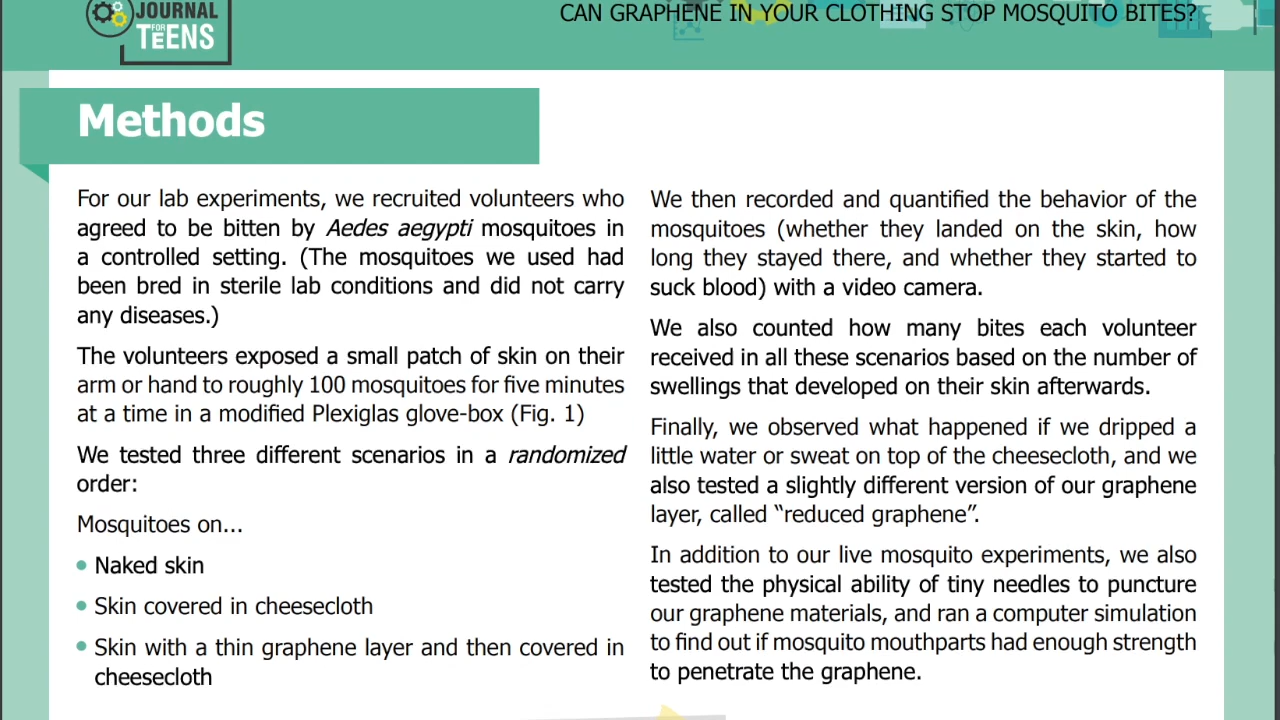 JOURNAL
FOR
TEENS
CAN GRAPHENE IN YOUR CLOTHING STOP MOSQUITO BITES?
Methods
For our lab experiments, we recruited volunteers who
agreed to be bitten by Aedes aegypti mosquitoes in
a controlled setting. (The mosquitoes we used had
been bred in sterile lab conditions and did not carry
any diseases.)
The volunteers exposed a small patch of skin on their
arm or hand to roughly 100 mosquitoes for five minutes
at a time in a modified Plexiglas glove-box (Fig. 1)
We tested three different scenarios in a randomized
order:
Mosquitoes on...
• Naked skin
• Skin covered in cheesecloth
• Skin with a thin graphene layer and then covered in
cheesecloth
We then recorded and quantified the behavior of the
mosquitoes (whether they landed on the skin, how
long they stayed there, and whether they started to
suck blood) with a video camera.
We also counted how many bites each volunteer
received in all these scenarios based on the number of
swellings that developed on their skin afterwards.
Finally, we observed what happened if we dripped a
little water or sweat on top of the cheesecloth, and we
also tested a slightly different version of our graphene
layer, called “reduced graphene”.
In addition to our live mosquito experiments, we also
tested the physical ability of tiny needles to puncture
our graphene materials, and ran a computer simulation
to find out if mosquito mouthparts had enough strength
to penetrate the graphene.